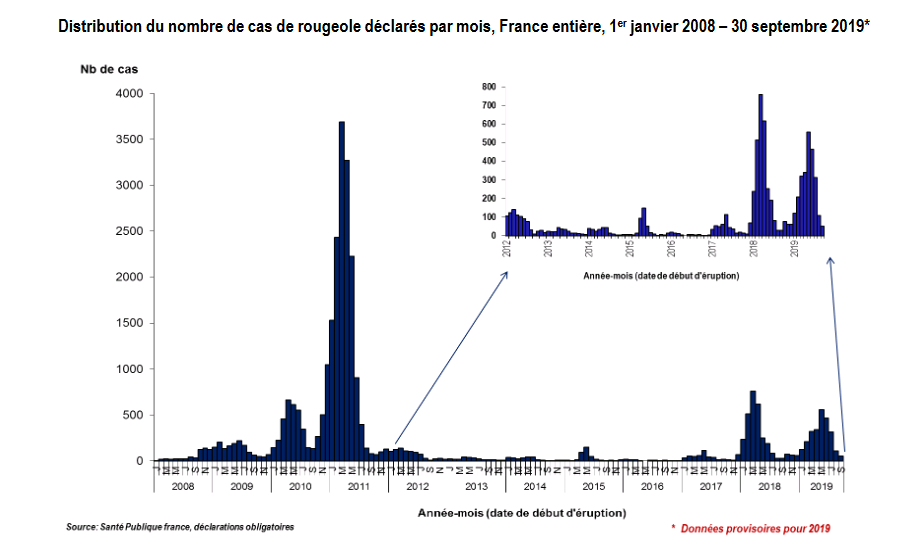 Distribution du nombre de cas de rougeole déclarés par mois, France entière, 1er janvier 2008 – 30 septembre 2019*
Nb de cas
4000
3500
3000
2500
2000
1500
1000
500
0
2008 2009 2010 2011 2012 2013 2014 2015 2016 2017 2018 2019
Année-mois (date de début d'éruption)
800
700
600
500
400
300
200
100
0
2012 2013 2014 2015 2016 2017 2018 2019
Année-mois (date de début d'éruption)
Source: Santé Publique france, déclarations obligatoires
* Données provisoires pour 2019